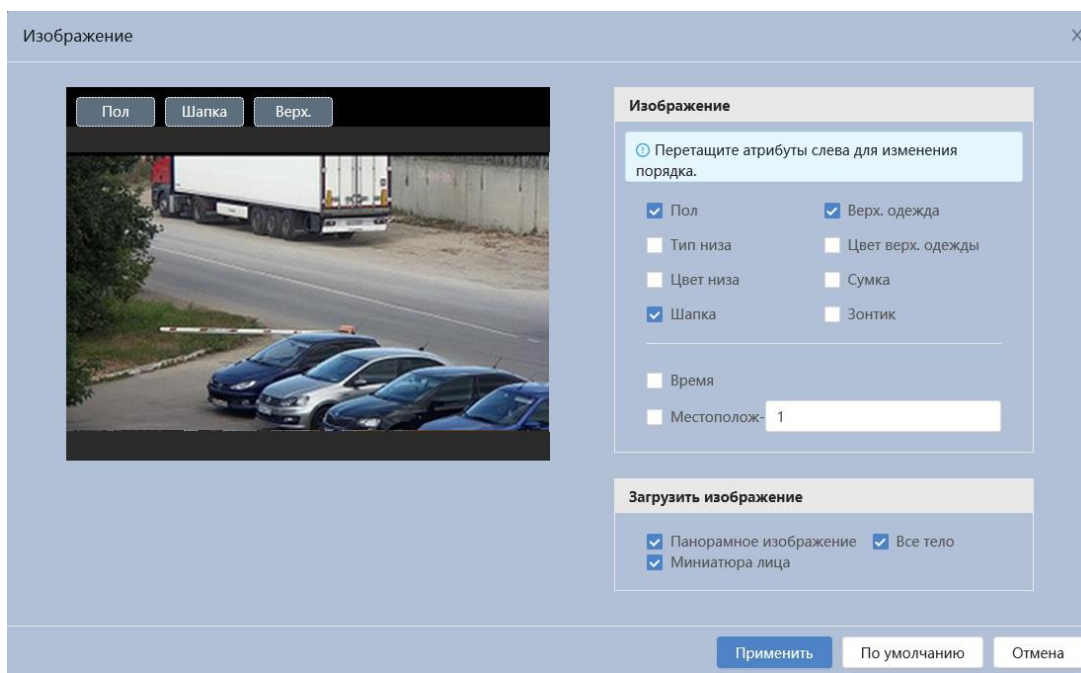 Изображение
Пол
Шапка
Верх.
Изображение
Перетащите атрибуты слева для изменения
порядка.
Пол
Верх. одежда
Тип низа
Цвет верх. одежды
Цвет низа
Сумка
Шапка
Зонтик
Время
Местополож- 1
Загрузить изображение
Панорамное изображение
Все тело
Миниатюра лица
Применить
По умолчанию
Отмена